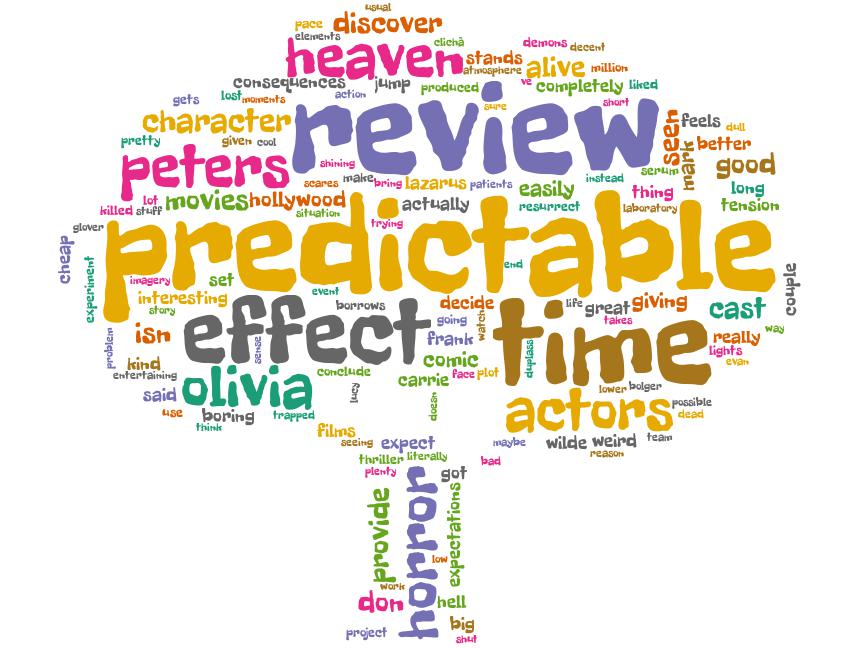 usual
pace discover
elements clichã demons decent
heaven stands
atmosphere alive million
consequences jump produced ve completely liked
gets lost moments action sure short
character review seen feels dull
pretty given cool better
peters shining serum mark good
killed lot stuff movies hollywood scares make bring lazarus patients easily instead thing long
situation actually resurrect laboratory tension
glover trying
cheap predictable end couple
experiment imagery set
interesting event borrows decide life great giving cast
story effect going watch time takes way
problem isn sense frank duplass really
kind comic lights
entertaining conclude carrie face plot evan
said olivia lucy doesn lower bolger possible
use boring trapped actors dead
think films
seeing expect maybe wilde weird team
thriller literally reason
plenty got bad
provide horror expectations
low
work
don hell
project big
shut